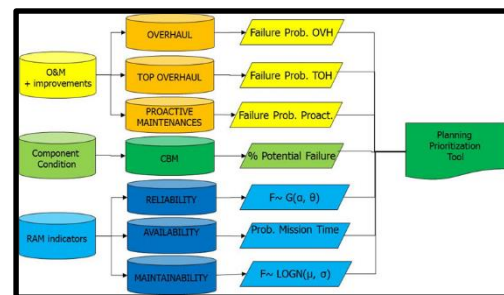 OVERHAUL
Failure Prob. OVH
O&M
+ improvements
TOP OVERHAUL
Failure Prob. TOH
PROACTIVE
MAINTENANCES
Failure Prob. Proact.
Planning
Prioritization
Tool
Component
Condition
CBM
% Potential Failure
RELIABILITY
F~ G(α, θ)
RAM indicators
AVAILABILITY
Prob. Mission Time
MAINTAINABILITY
F~ LOGN(μ, σ)